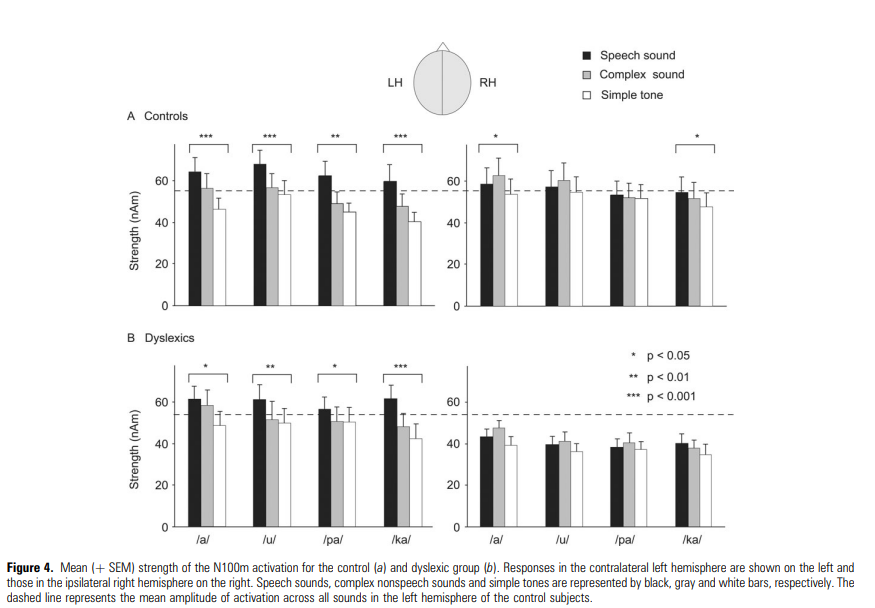 LH
RH
Speech sound
Complex sound
Simple tone
A Controls
*** *** ** *** * *
Strength (nAm)
60
40
20
0
60
40
20
0
B Dyslexics
* ** * ***
* p < 0.05
** p < 0.01
*** p < 0.001
Strength (nAm)
60
40
20
0
60
40
20
0
/a/ /u/ /pa/ /ka/ /a/ /u/ /pa/ /ka/
Figure 4. Mean (+ SEM) strength of the N100m activation for the control (a) and dyslexic group (b). Responses in the contralateral left hemisphere are shown on the left and
those in the ipsilateral right hemisphere on the right. Speech sounds, complex nonspeech sounds and simple tones are represented by black, gray and white bars, respectively. The
dashed line represents the mean amplitude of activation across all sounds in the left hemisphere of the control subjects.